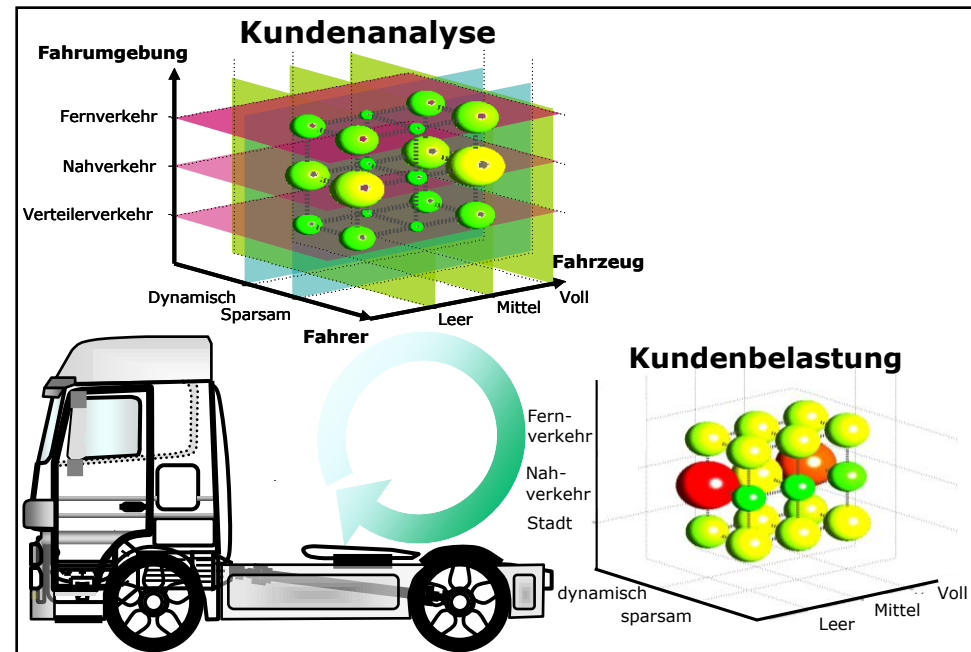 Kundenanalyse
Fahrumgebung
Fernverkehr
Nahverkehr
Verteilerverkehr
Fahrzeug
Dynamisch
Voll
Mittel
Sparsam
Leer
Fahrer
Kundenbelastung
Fern-
verkehr
Nah-
verkehr
Stadt
dynamisch
Voll
sparsam
Mittel
Leer